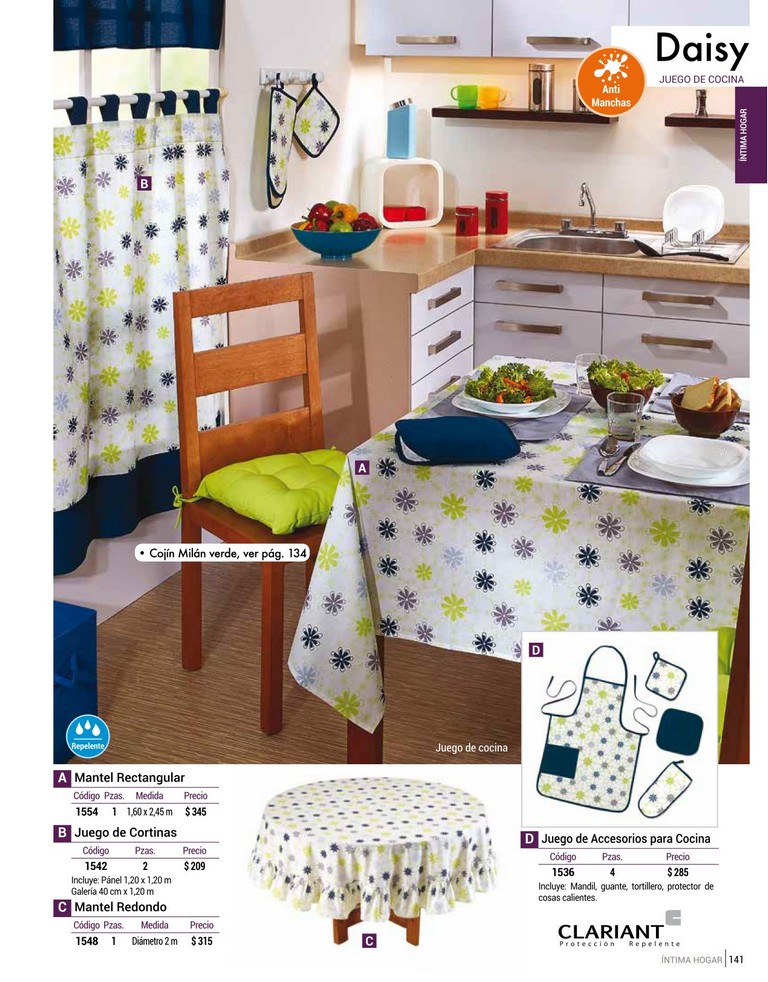 Daisy
JUEGO DE COCINA
Anti
Manchas
ÍNTIMA HOGAR
B
A
• Cojín Milán verde, ver pág. 134
D
Repelente
Juego de cocina
A Mantel Rectangular
Código Pzas. Medida Precio
1554 1 1,60 x 2,45 m $ 345
B Juego de Cortinas
Código Pzas. Precio
1542 2 $ 209
Incluye: Pánel 1,20 x 1,20 m
Galería 40 cm x 1,20 m
C Mantel Redondo
Código Pzas. Medida Precio
1548 1 Diámetro 2 m $ 315
C
D Juego de Accesorios para Cocina
Código Pzas. Precio
1536 4 $ 285
Incluye: Mandil, guante, tortillero, protector de
cosas calientes.
CLARIANT
Protección Repelente
ÍNTIMA HOGAR 141